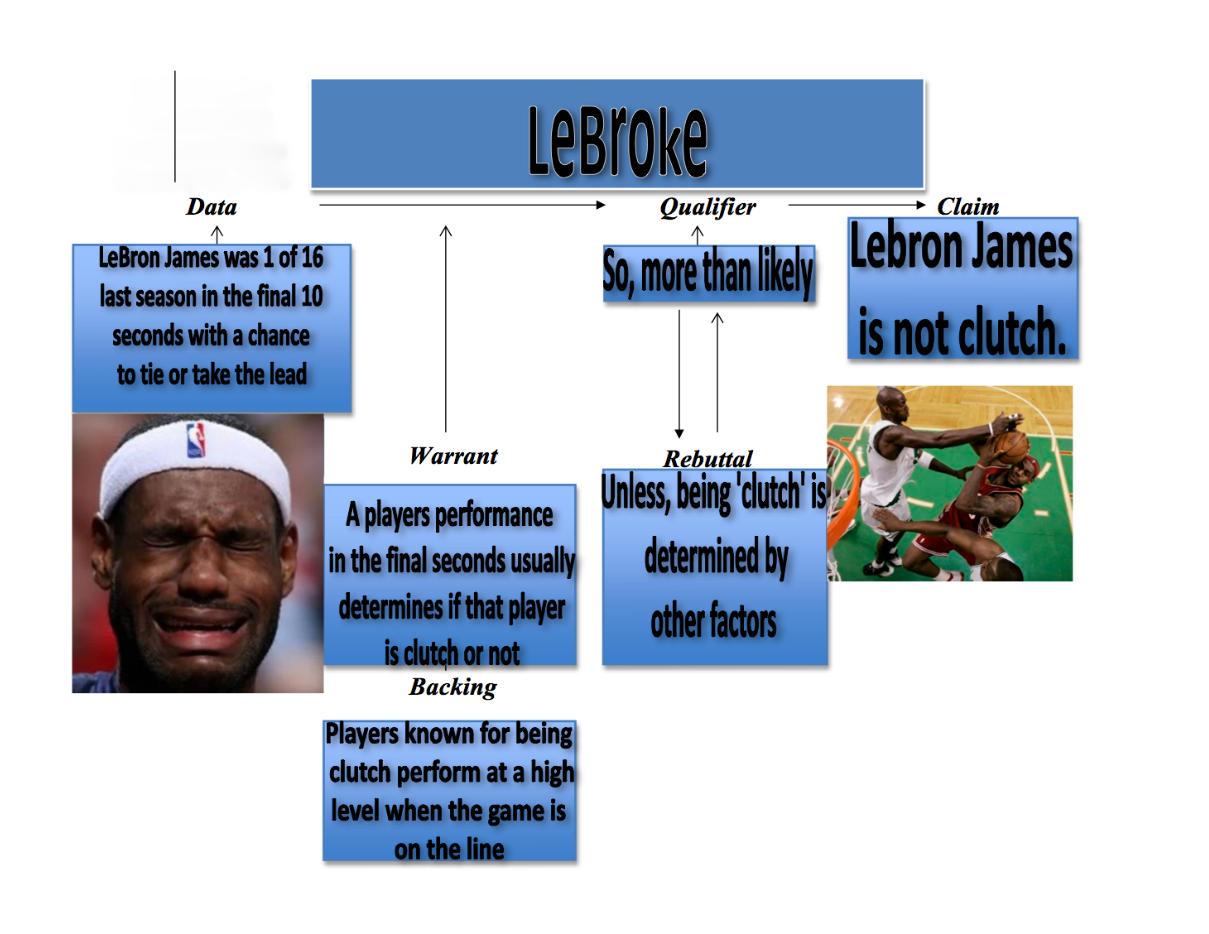 LeBroke
Data
Qualifier
Claim
LeBron James was 1 of 16
last season in the final 10
seconds with a chance
to tie or take the lead
So, more than likely
Lebron James
is not clutch.
Warrant
A players performance
in the final seconds usually
determines if that player
is clutch or not
Rebuttal
Unless, being 'clutch' is
determined by
other factors
Backing
Players known for being
clutch perform at a high
level when the game is
on the line